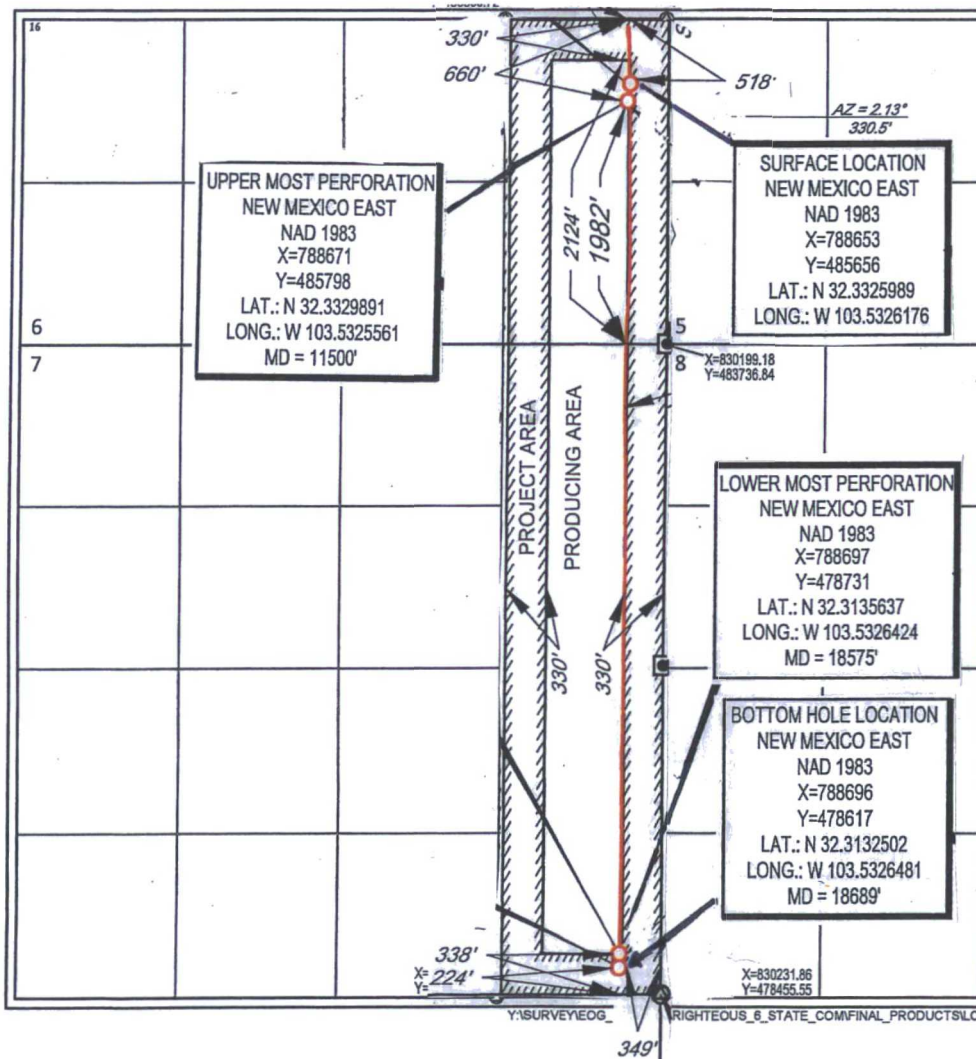 16
330'
660'
518'
AZ = 2.13°
330.5'
UPPER MOST PERFORATION
NEW MEXICO EAST
NAD 1983
X=788671
Y=485798
LAT.: N 32.3329891
LONG.: W 103.5325561
MD = 11500'
SURFACE LOCATION
NEW MEXICO EAST
NAD 1983
X=788653
Y=485656
LAT.: N 32.3325989
LONG.: W 103.5326176
2124'
1982'
6
7
5
8
X=830199.18
Y=483736.84
PROJECT AREA
PRODUCING AREA
LOWER MOST PERFORATION
NEW MEXICO EAST
NAD 1983
X=788697
Y=478731
LAT.: N 32.3135637
LONG.: W 103.5326424
MD = 18575'
330'
330'
BOTTOM HOLE LOCATION
NEW MEXICO EAST
NAD 1983
X=788696
Y=478617
LAT.: N 32.3132502
LONG.: W 103.5326481
MD = 18689'
338'
X=
Y=
224'
X=830231.86
Y=478455.55
Y:\SURVEY\EOG_
RIGHTEOUS_6_STATE_COM\FINAL_PRODUCTS\LO
349'